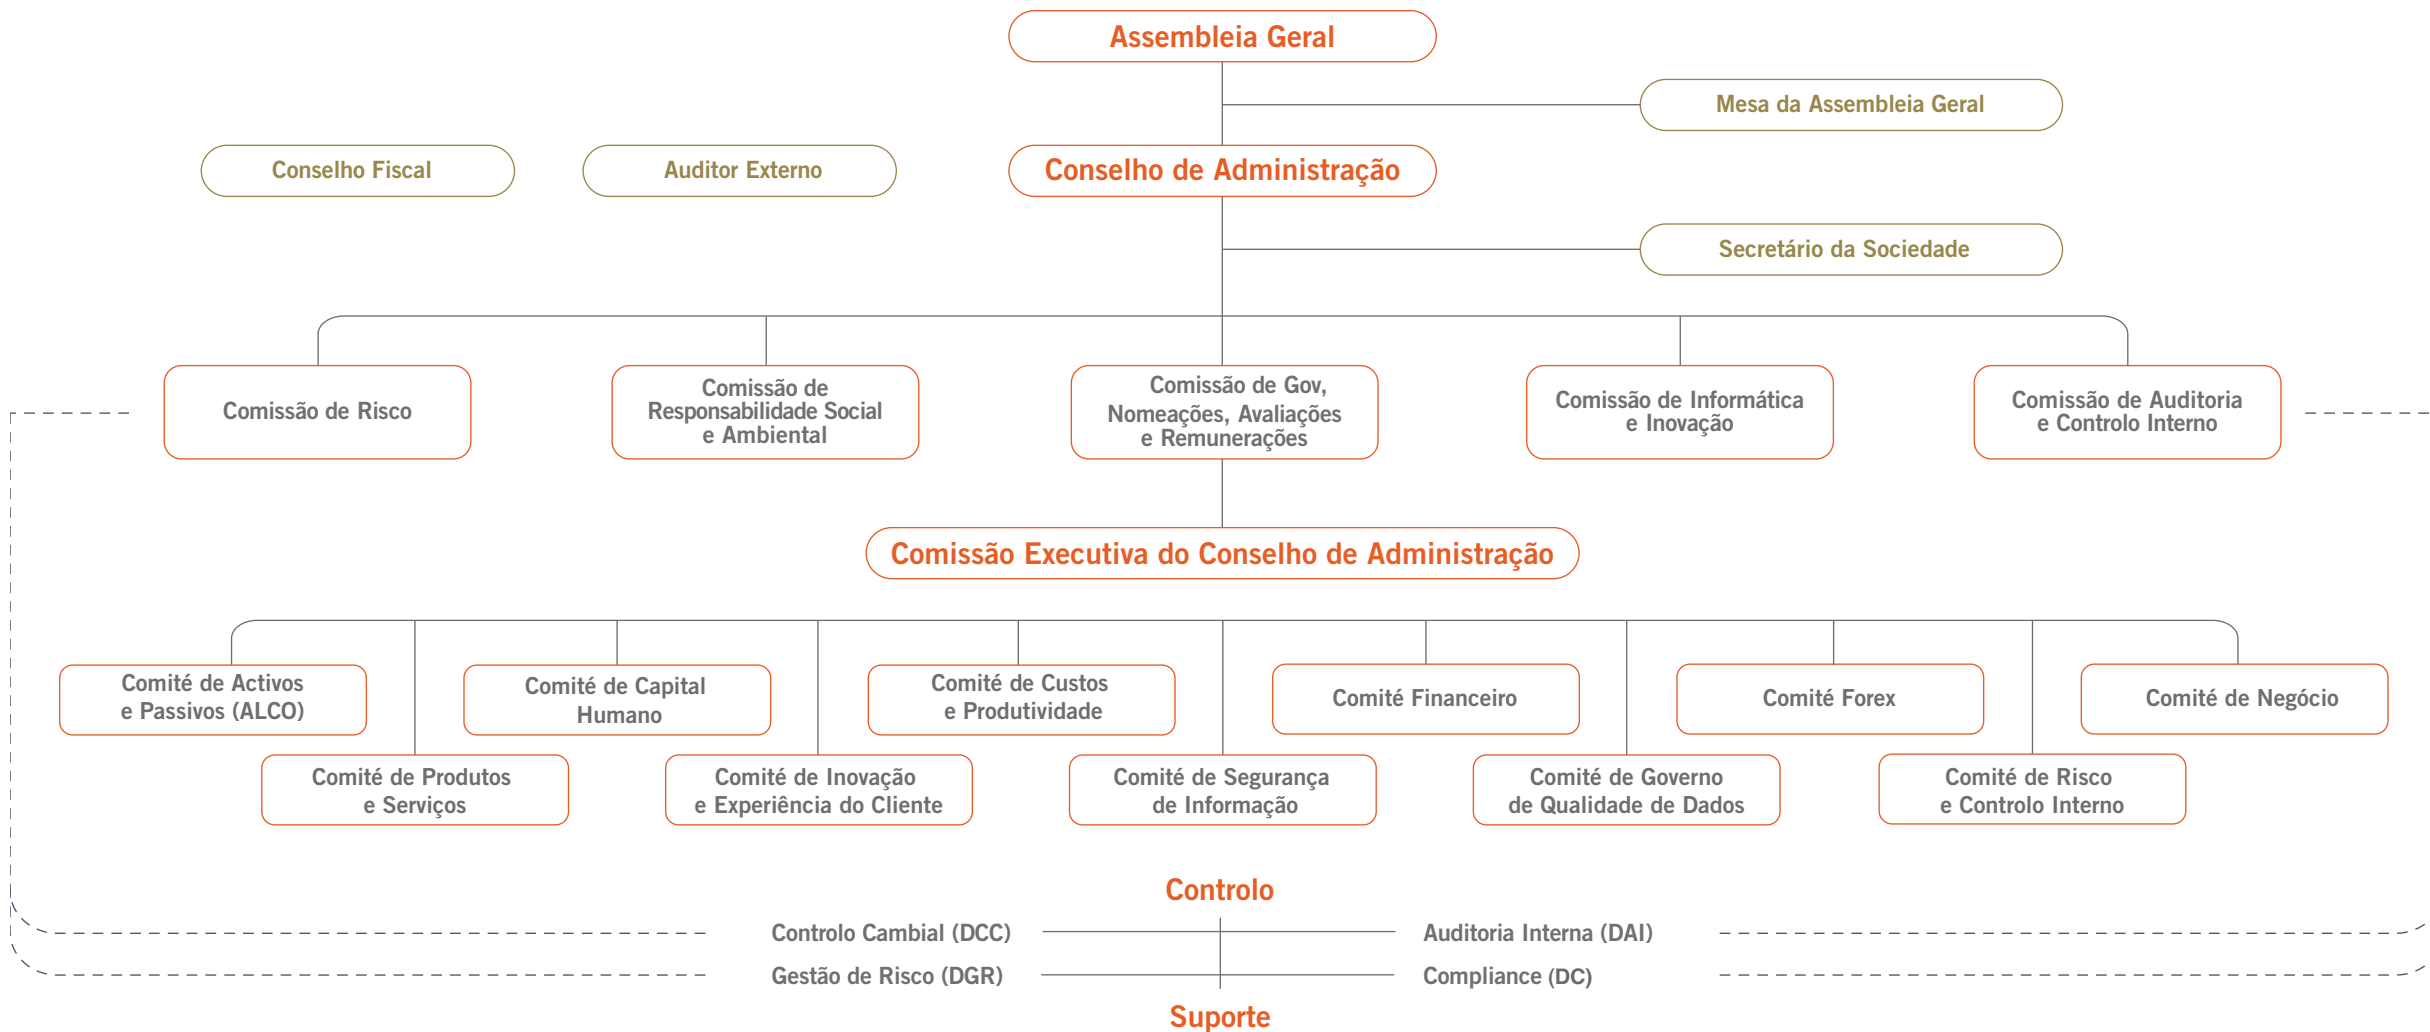 Assembleia Geral
Mesa da Assembleia Geral
Conselho Fiscal
Auditor Externo
Conselho de Administração
Secretário da Sociedade
Comissão de Risco
Comissão de
Responsabilidade Social
e Ambiental
Comissão de Gov,
Nomeações, Avaliações
e Remunerações
Comissão de Informática
e Inovação
Comissão de Auditoria
e Controlo Interno
Comissão Executiva do Conselho de Administração
Comité de Activos
e Passivos (ALCO)
Comité de Capital
Humano
Comité de Custos
e Produtividade
Comité Financeiro
Comité Forex
Comité de Negócio
Comité de Produtos
e Serviços
Comité de Inovação
e Experiência do Cliente
Comité de Segurança
de Informação
Comité de Governo
de Qualidade de Dados
Comité de Risco
e Controlo Interno
Controlo
Controlo Cambial (DCC)
Auditoria Interna (DAI)
Gestão de Risco (DGR)
Compliance (DC)
Suporte